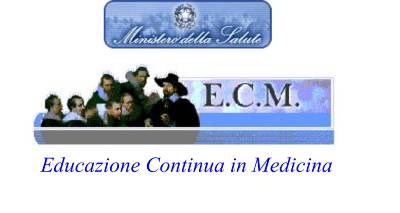 Ministero della Salute
E.C.M.
Educazione Continua in Medicina